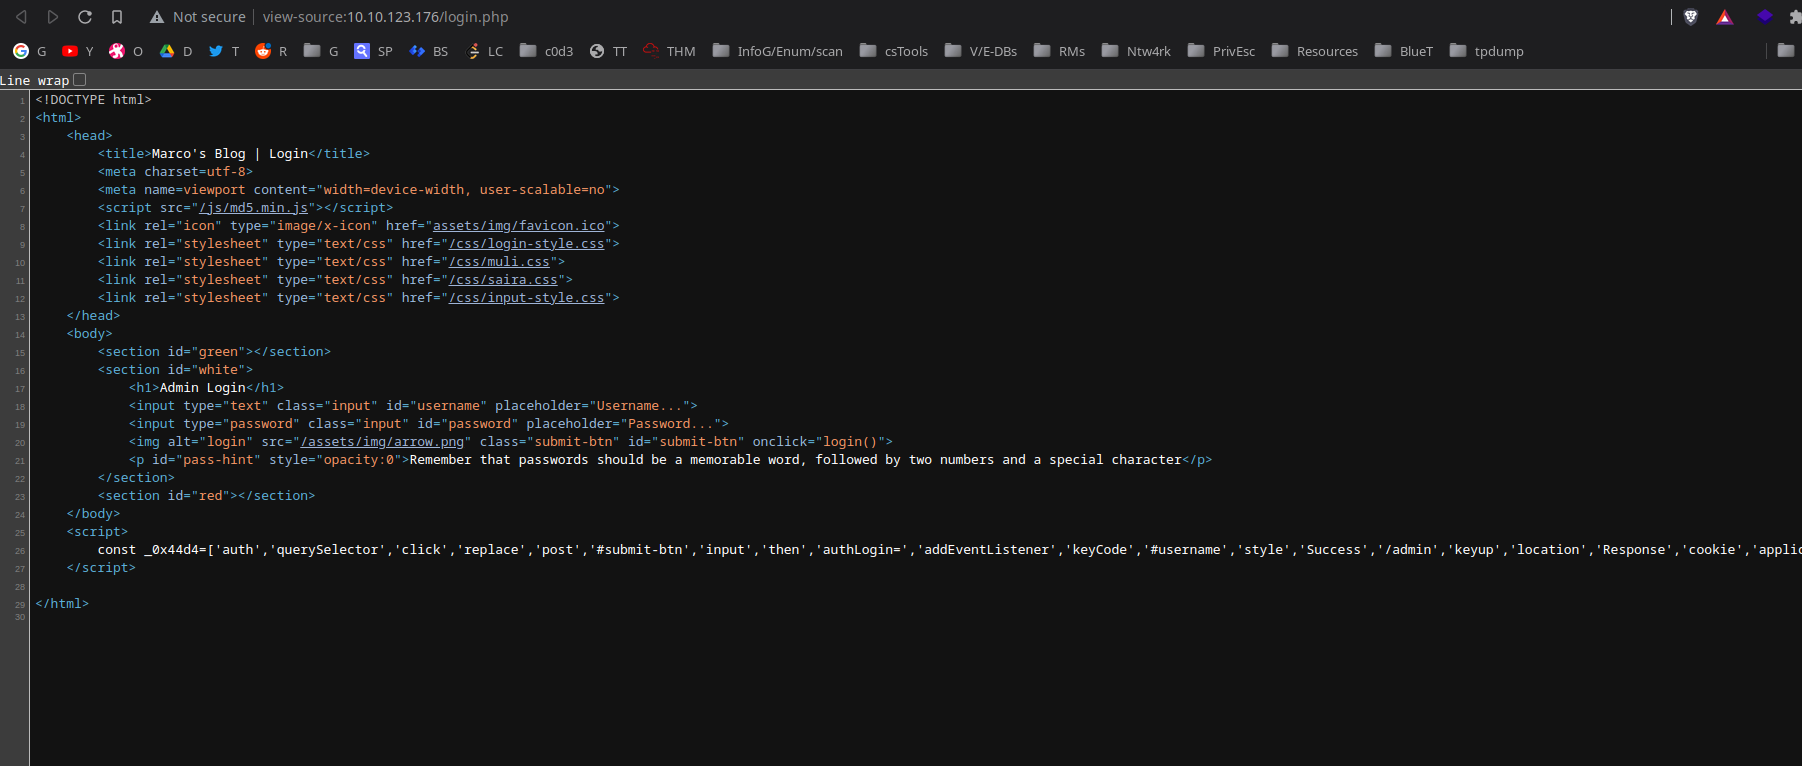 Not secure | view-source:10.10.123.176/login.php
G Y O D T R G SP BS LC c0d3 TT THM InfoG/Enum/scan csTools V/E-DBs RMs Ntw4rk PrivEsc Resources BlueT tpdump
Line wrap
1 <!DOCTYPE html>
2 <html>
3 <head>
4 <title>Marco's Blog | Login</title>
5 <meta charset=utf-8>
6 <meta name=viewport content="width=device-width, user-scalable=no">
7 <script src="/js/md5.min.js"></script>
8 <link rel="icon" type="image/x-icon" href="assets/img/favicon.ico">
9 <link rel="stylesheet" type="text/css" href="/css/login-style.css">
10 <link rel="stylesheet" type="text/css" href="/css/muli.css">
11 <link rel="stylesheet" type="text/css" href="/css/saira.css">
12 <link rel="stylesheet" type="text/css" href="/css/input-style.css">
13 </head>
14 <body>
15 <section id="green"></section>
16 <section id="white">
17 <h1>Admin Login</h1>
18 <input type="text" class="input" id="username" placeholder="Username...">
19 <input type="password" class="input" id="password" placeholder="Password...">
20 <img alt="login" src="/assets/img/arrow.png" class="submit-btn" id="submit-btn" onclick="login()">
21 <p id="pass-hint" style="opacity:0">Remember that passwords should be a memorable word, followed by two numbers and a special character</p>
22 </section>
23 <section id="red"></section>
24 </body>
25 <script>
26 const _0x44d4=['auth','querySelector','click','replace','post','#submit-btn','input','then','authLogin=','addEventListener','keyCode','#username','style','Success','/admin','keyup','location','Response','cookie','applic
27 </script>
28
29 </html>
30